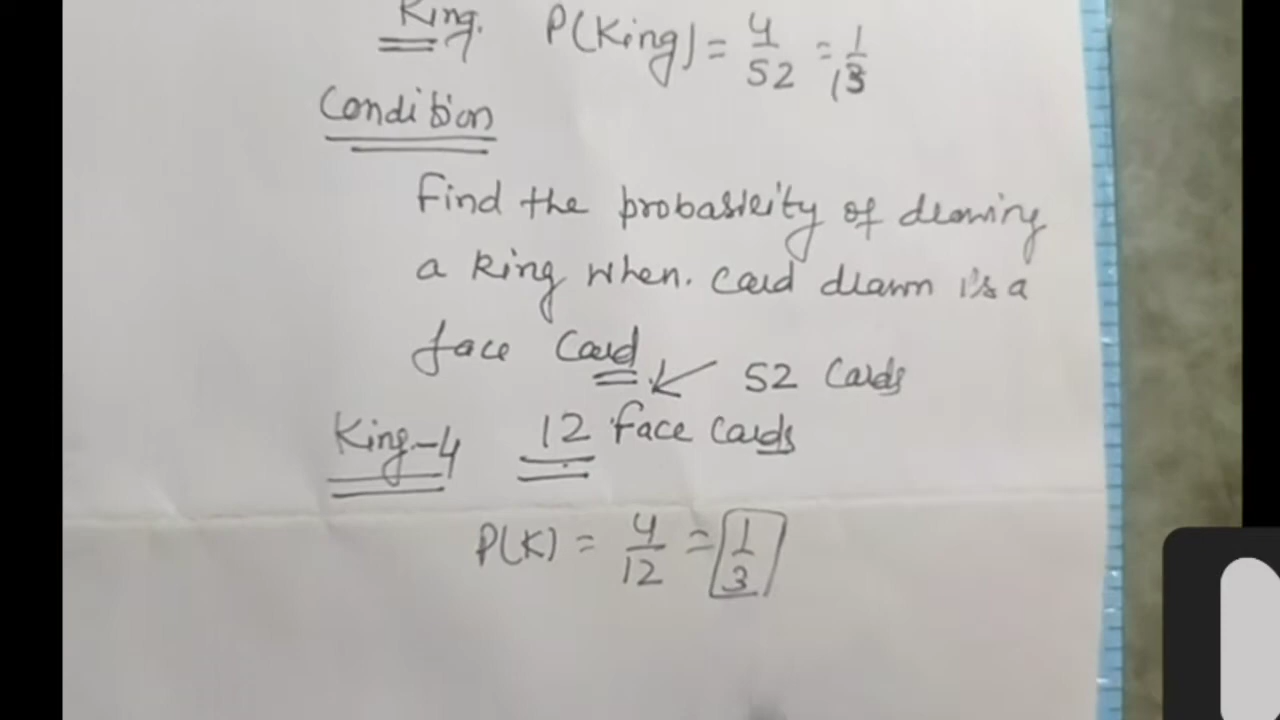 King. P(King) = 4/52 = 1/13
Condition
Find the probability of drawing
a King when. Card drawn is a
face Card
52 Cards
King-4 12 face Cards
P(K) = 4/12 = 1/3